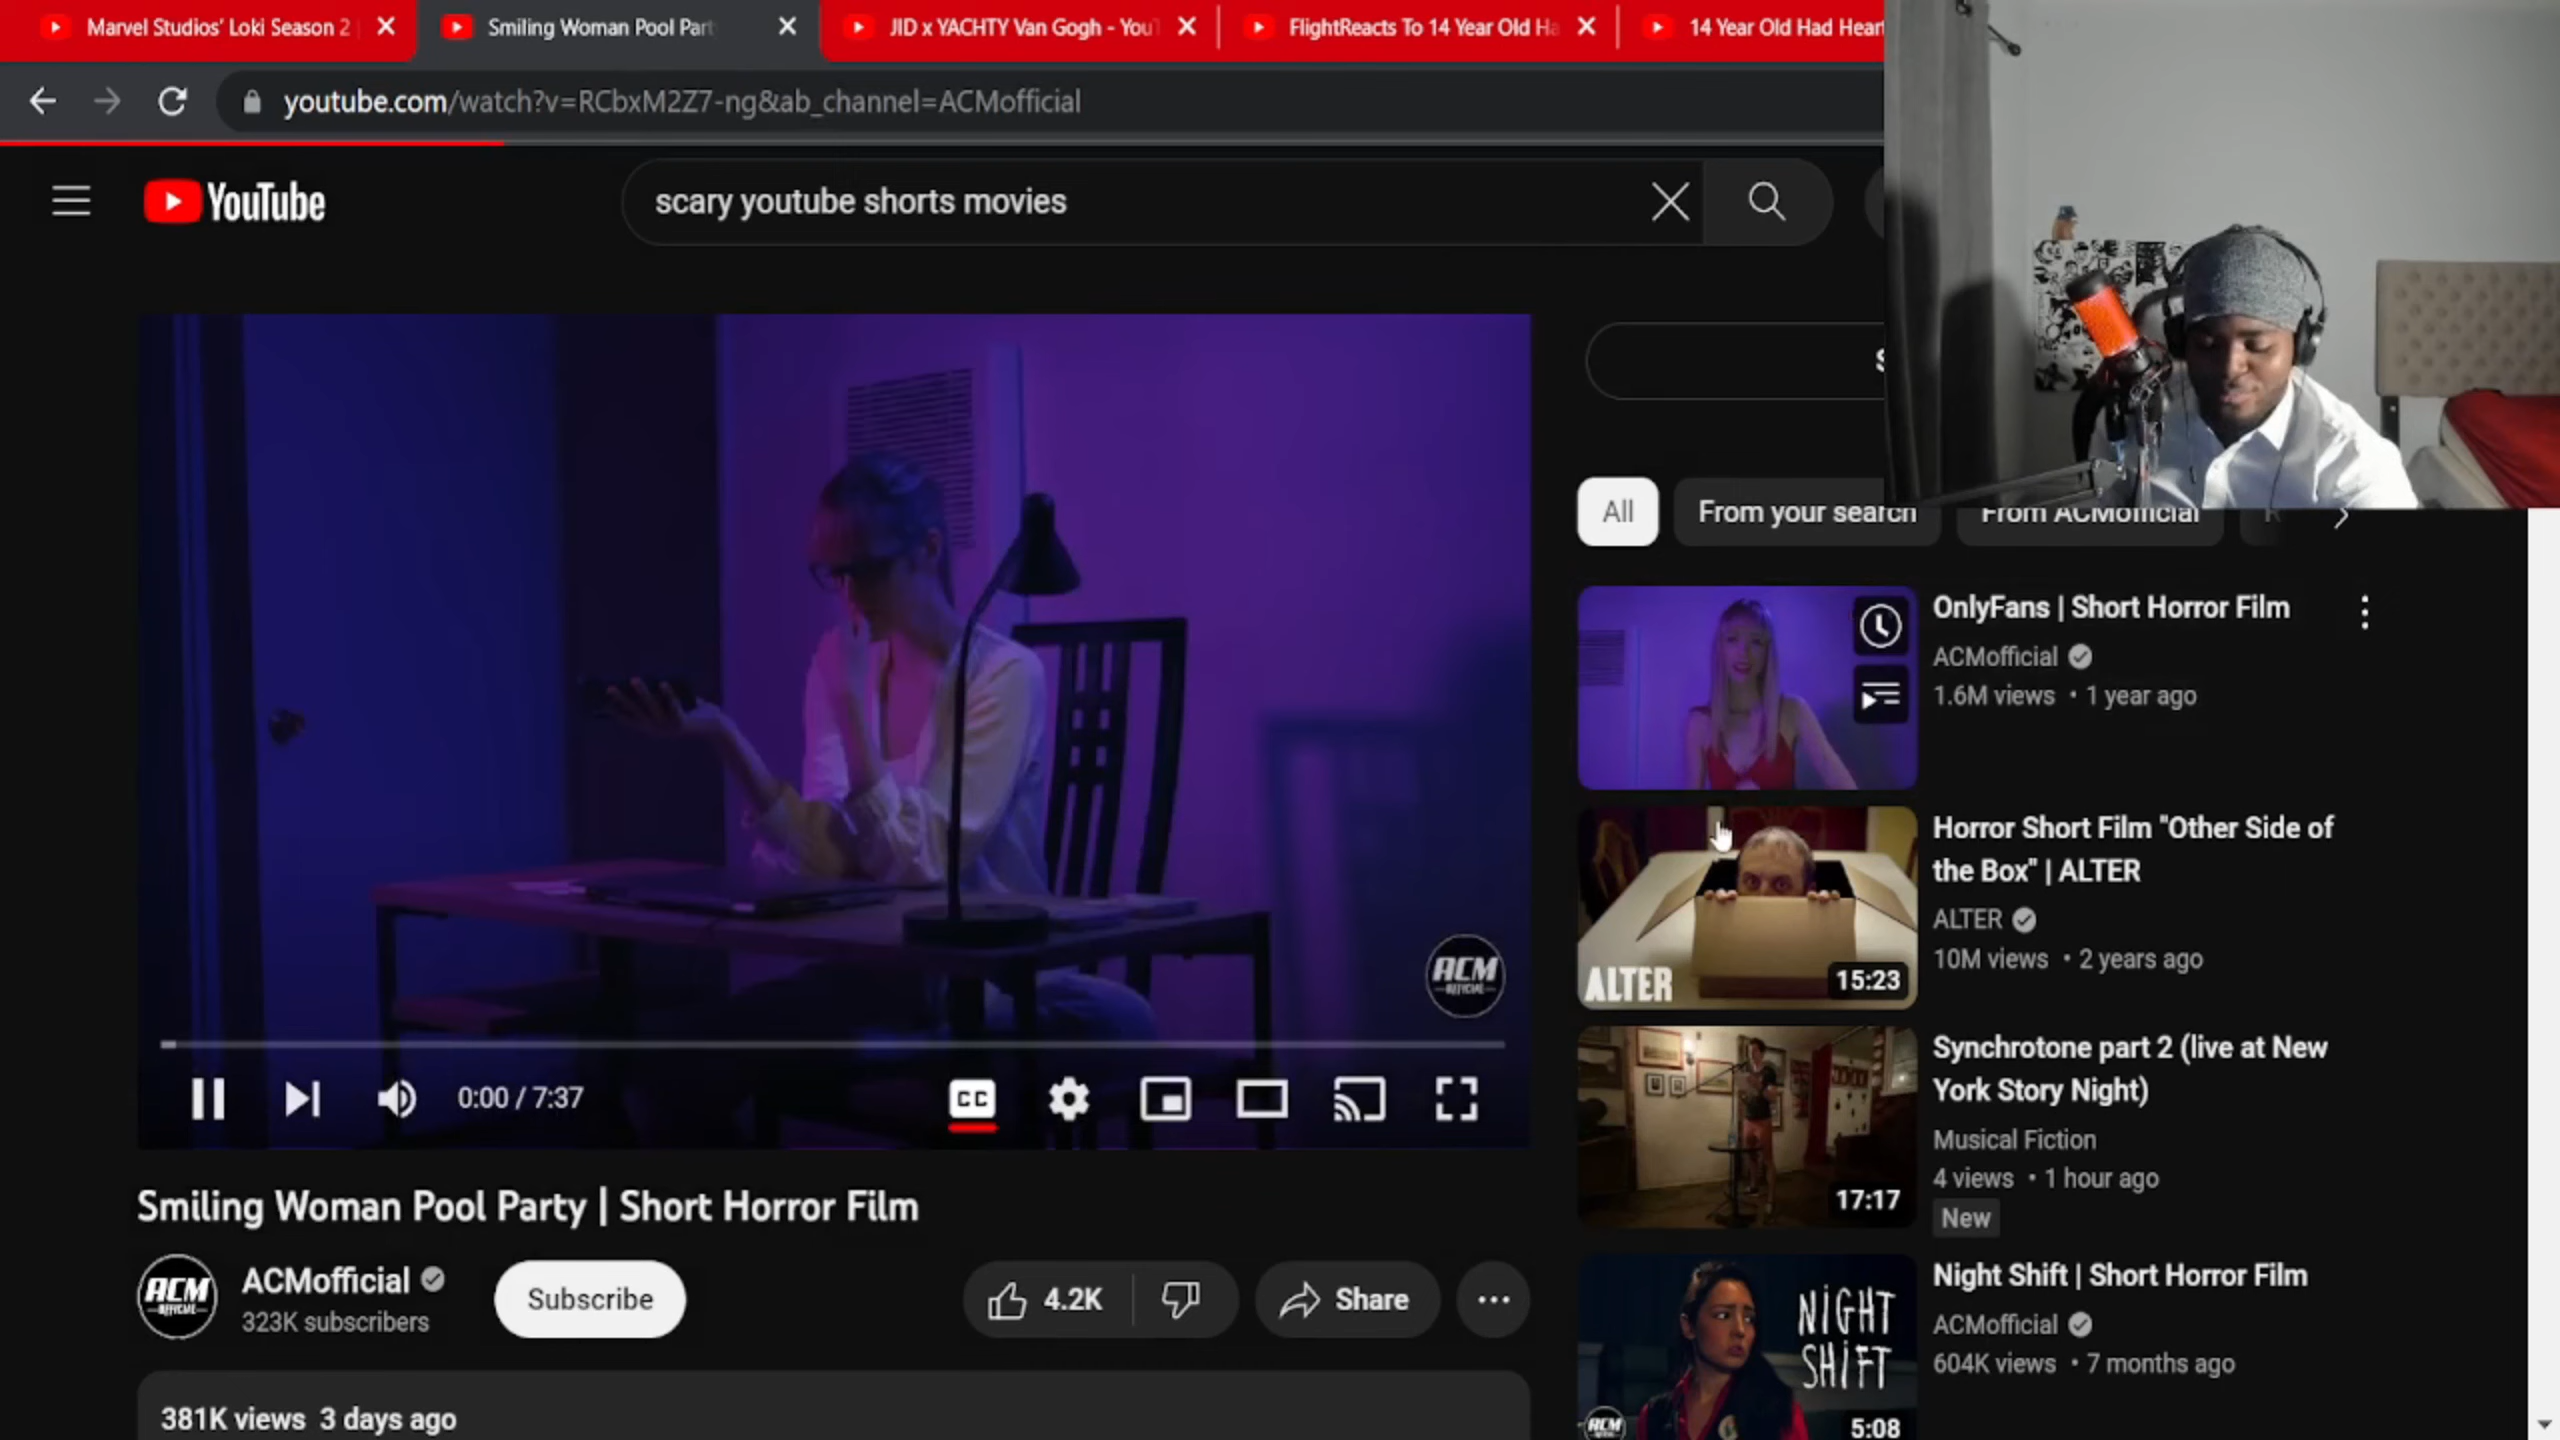 Marvel Studios' Loki Season 2
Smiling Woman Pool Part
JID x YACHTY Van Gogh - You
FlightReacts To 14 Year Old Ha
14 Year Old Had Heart
youtube.com/watch?v=RCbxM2Z7-ng&ab_channel=ACMofficial
YouTube
scary youtube shorts movies
All
From your search
From ACMofficial
OnlyFans | Short Horror Film
ACMofficial
1.6M views • 1 year ago
Horror Short Film "Other Side of
the Box" | ALTER
ALTER
10M views • 2 years ago
ALTER
15:23
Synchrotone part 2 (live at New
York Story Night)
Musical Fiction
4 views • 1 hour ago
New
17:17
Night Shift | Short Horror Film
ACMofficial
604K views • 7 months ago
NIGHT
SHIFT
ACM
5:08
ACM
OFFICIAL
0:00 / 7:37
CC
Smiling Woman Pool Party | Short Horror Film
ACM
OFFICIAL
ACMofficial
323K subscribers
Subscribe
4.2K
Share
381K views 3 days ago